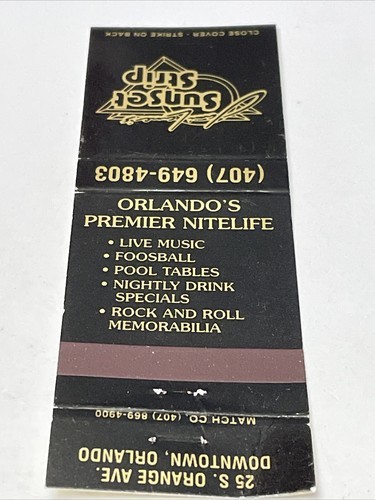 CLOSE COVER - STRIKE ON BACK
Sunset
Strip
(407) 649-4803
ORLANDO'S
PREMIER NITELIFE
• LIVE MUSIC
• FOOSBALL
• POOL TABLES
• NIGHTLY DRINK
SPECIALS
• ROCK AND ROLL
MEMORABILIA
MATCH CO. (407) 869-4900
25 S. ORANGE AVE.
DOWNTOWN, ORLANDO